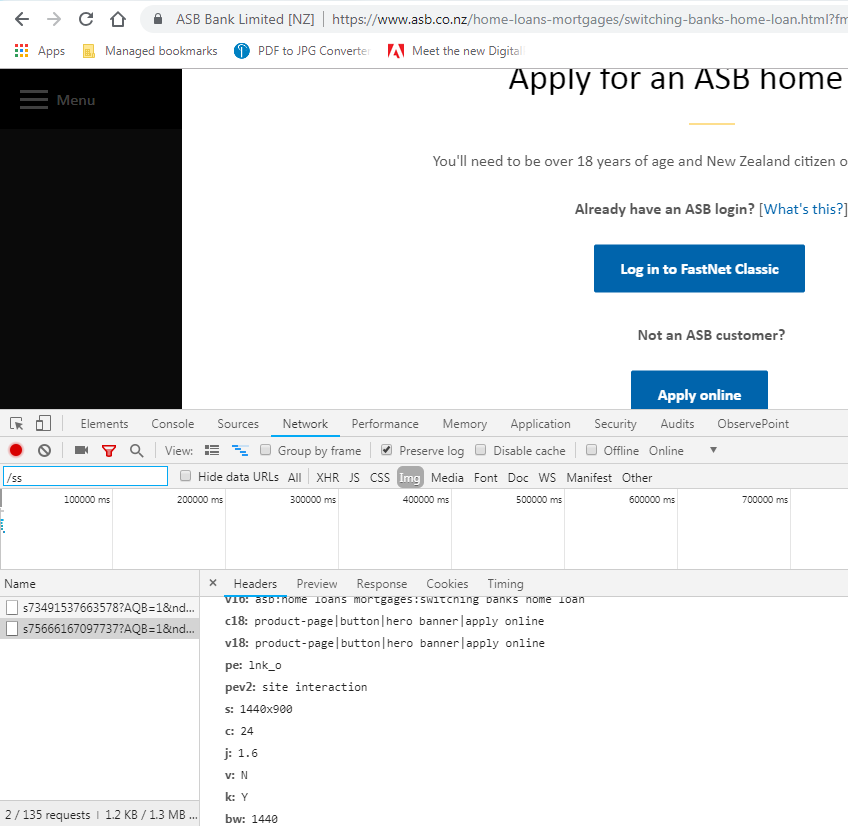 ASB Bank Limited [NZ] | https://www.asb.co.nz/home-loans-mortgages/switching-banks-home-loan.html?fm
Apps Managed bookmarks PDF to JPG Converter Meet the new Digital
Menu
Apply for an ASB home
You'll need to be over 18 years of age and New Zealand citizen o
Already have an ASB login? [What's this?]
Log in to FastNet Classic
Not an ASB customer?
Apply online
Elements Console Sources Network Performance Memory Application Security Audits ObservePoint
View: Group by frame Preserve log Disable cache Offline Online
/ss Hide data URLs All XHR JS CSS Img Media Font Doc WS Manifest Other
100000 ms 200000 ms 300000 ms 400000 ms 500000 ms 600000 ms 700000 ms
Name × Headers Preview Response Cookies Timing
s73491537663578?AQB=1&nd...
s75666167097737?AQB=1&nd...
v16: asb:home loans mortgages:switching banks home loan
c18: product-page|button|hero banner|apply online
v18: product-page|button|hero banner|apply online
pe: lnk_o
pev2: site interaction
s: 1440x900
c: 24
j: 1.6
v: N
k: Y
bw: 1440
2 / 135 requests | 1.2 KB / 1.3 MB ...